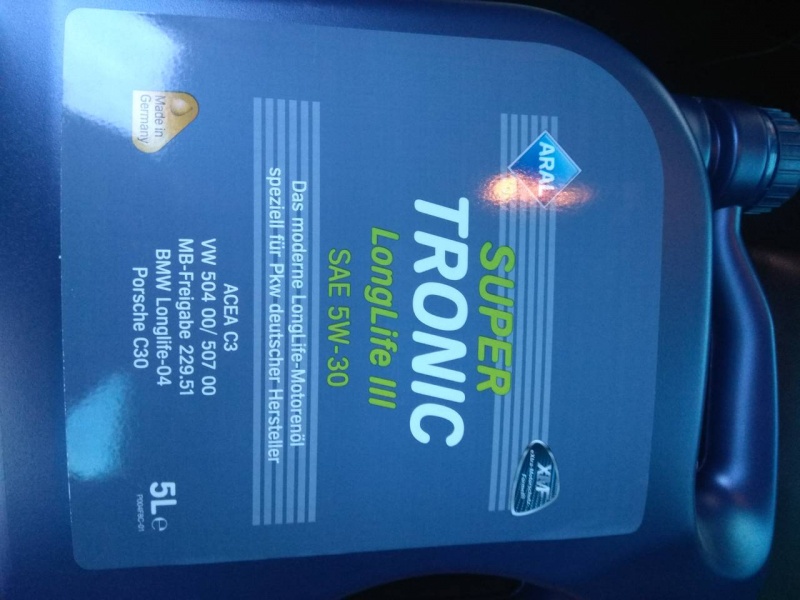 ARAL
SUPER
TRONIC
LongLife III
SAE 5W-30
XM²
Das moderne LongLife-Motorenöl
speziell für Pkw deutscher Hersteller
ACEA C3
VW 504 00/ 507 00
MB-Freigabe 229.51
BMW Longlife-04
Porsche C30
Made in
Germany
5L e